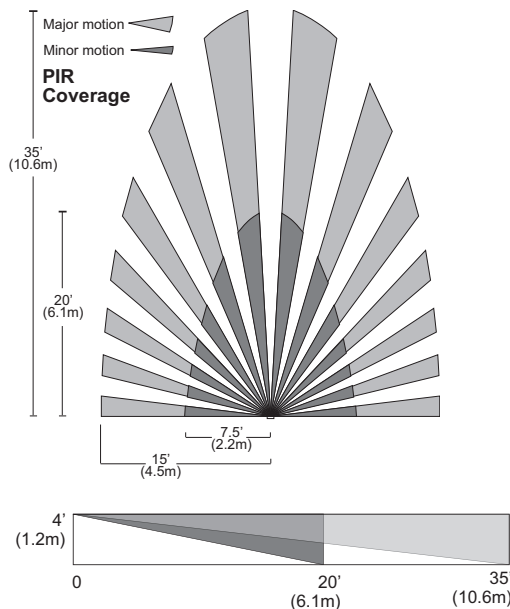 Major motion
Minor motion
PIR
Coverage
35'
(10.6m)
20'
(6.1m)
7.5'
(2.2m)
15'
(4.5m)
4'
(1.2m)
0
20'
(6.1m)
35'
(10.6m)